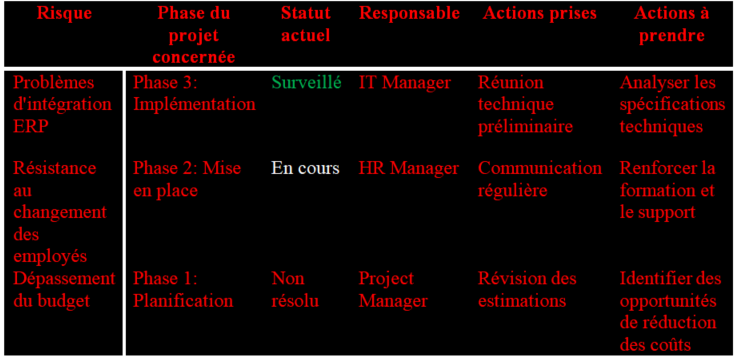 Risque Phase du projet concernée Statut actuel Responsable Actions prises Actions à prendre
Problèmes d'intégration ERP Phase 3: Implémentation Surveillé IT Manager Réunion technique préliminaire Analyser les spécifications techniques
Résistance au changement des employés Phase 2: Mise en place En cours HR Manager Communication régulière Renforcer la formation et le support
Dépassement du budget Phase 1: Planification Non résolu Project Manager Révision des estimations Identifier des opportunités de réduction des coûts